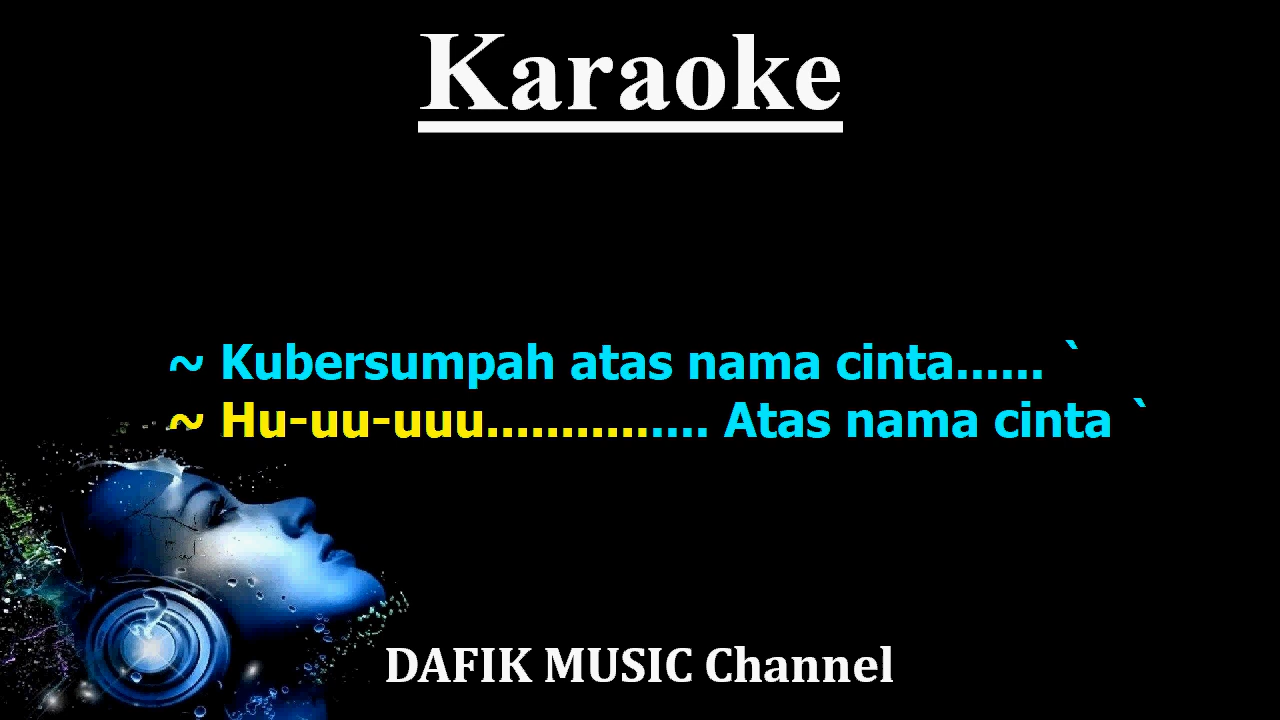 Karaoke
~ Kubersumpah atas nama cinta...... `
~ Hu-uu-uuu............... Atas nama cinta `
DAFIK MUSIC Channel